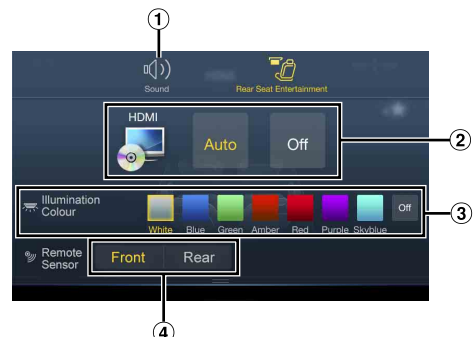 1
Sound
Rear Seat Entertainment
HDMI
Auto
Off
2
Illumination
Colour
White Blue Green Amber Red Purple Skyblue
Off
3
Remote
Sensor
Front
Rear
4